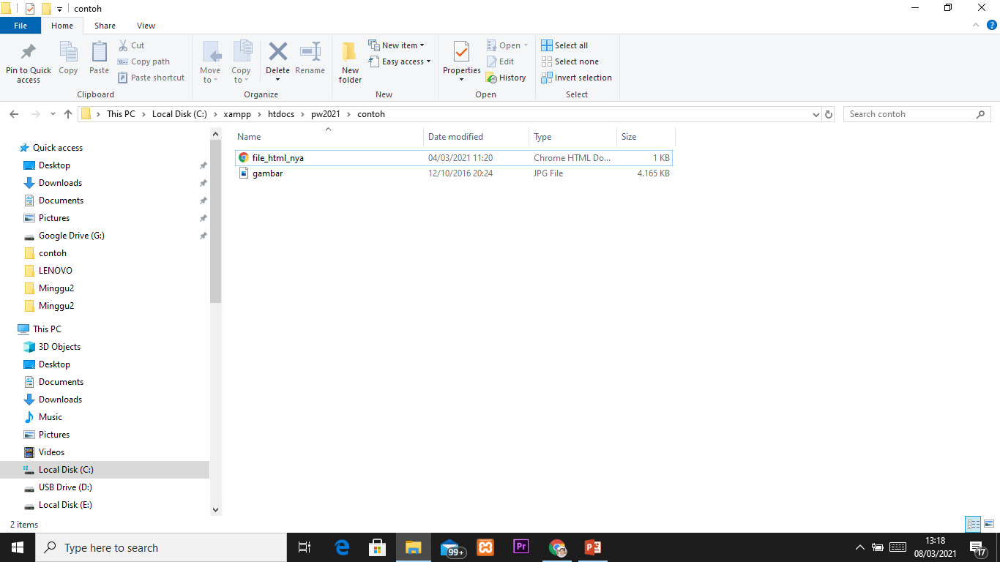 contoh
File Home Share View
Pin to Quick access
Copy
Paste
Cut
Copy path
Paste shortcut
Clipboard
Move to
Copy to
Delete
Rename
Organize
New folder
New item
Easy access
New
Properties
Open
Edit
History
Open
Select all
Select none
Invert selection
Select
This PC > Local Disk (C:) > xampp > htdocs > pw2021 > contoh
Search contoh
Quick access
Desktop
Downloads
Documents
Pictures
Google Drive (G:)
contoh
LENOVO
Minggu2
Minggu2
This PC
3D Objects
Desktop
Documents
Downloads
Music
Pictures
Videos
Local Disk (C:)
USB Drive (D:)
Local Disk (E:)
Name Date modified Type Size
file_html_nya 04/03/2021 11:20 Chrome HTML Do... 1 KB
gambar 12/10/2016 20:24 JPG File 4.165 KB
2 items
Type here to search
99+
Pr
13:18
08/03/2021
17